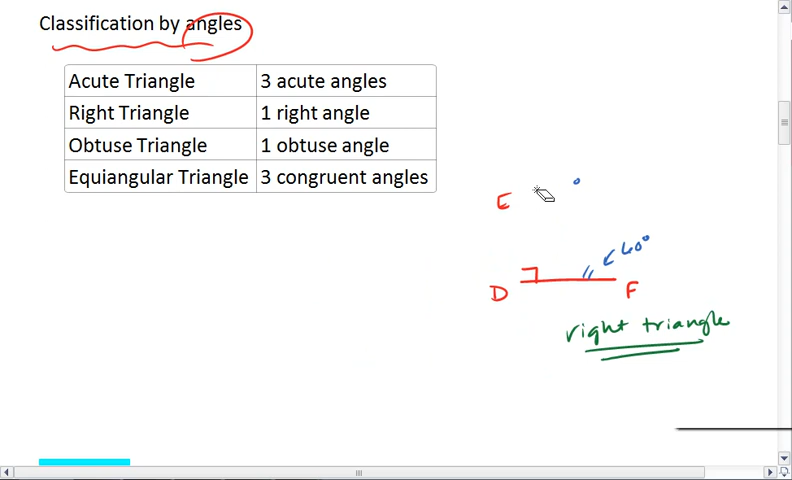 Classification by angles
Acute Triangle 3 acute angles
Right Triangle 1 right angle
Obtuse Triangle 1 obtuse angle
Equiangular Triangle 3 congruent angles
E
60°
D F
right triangle